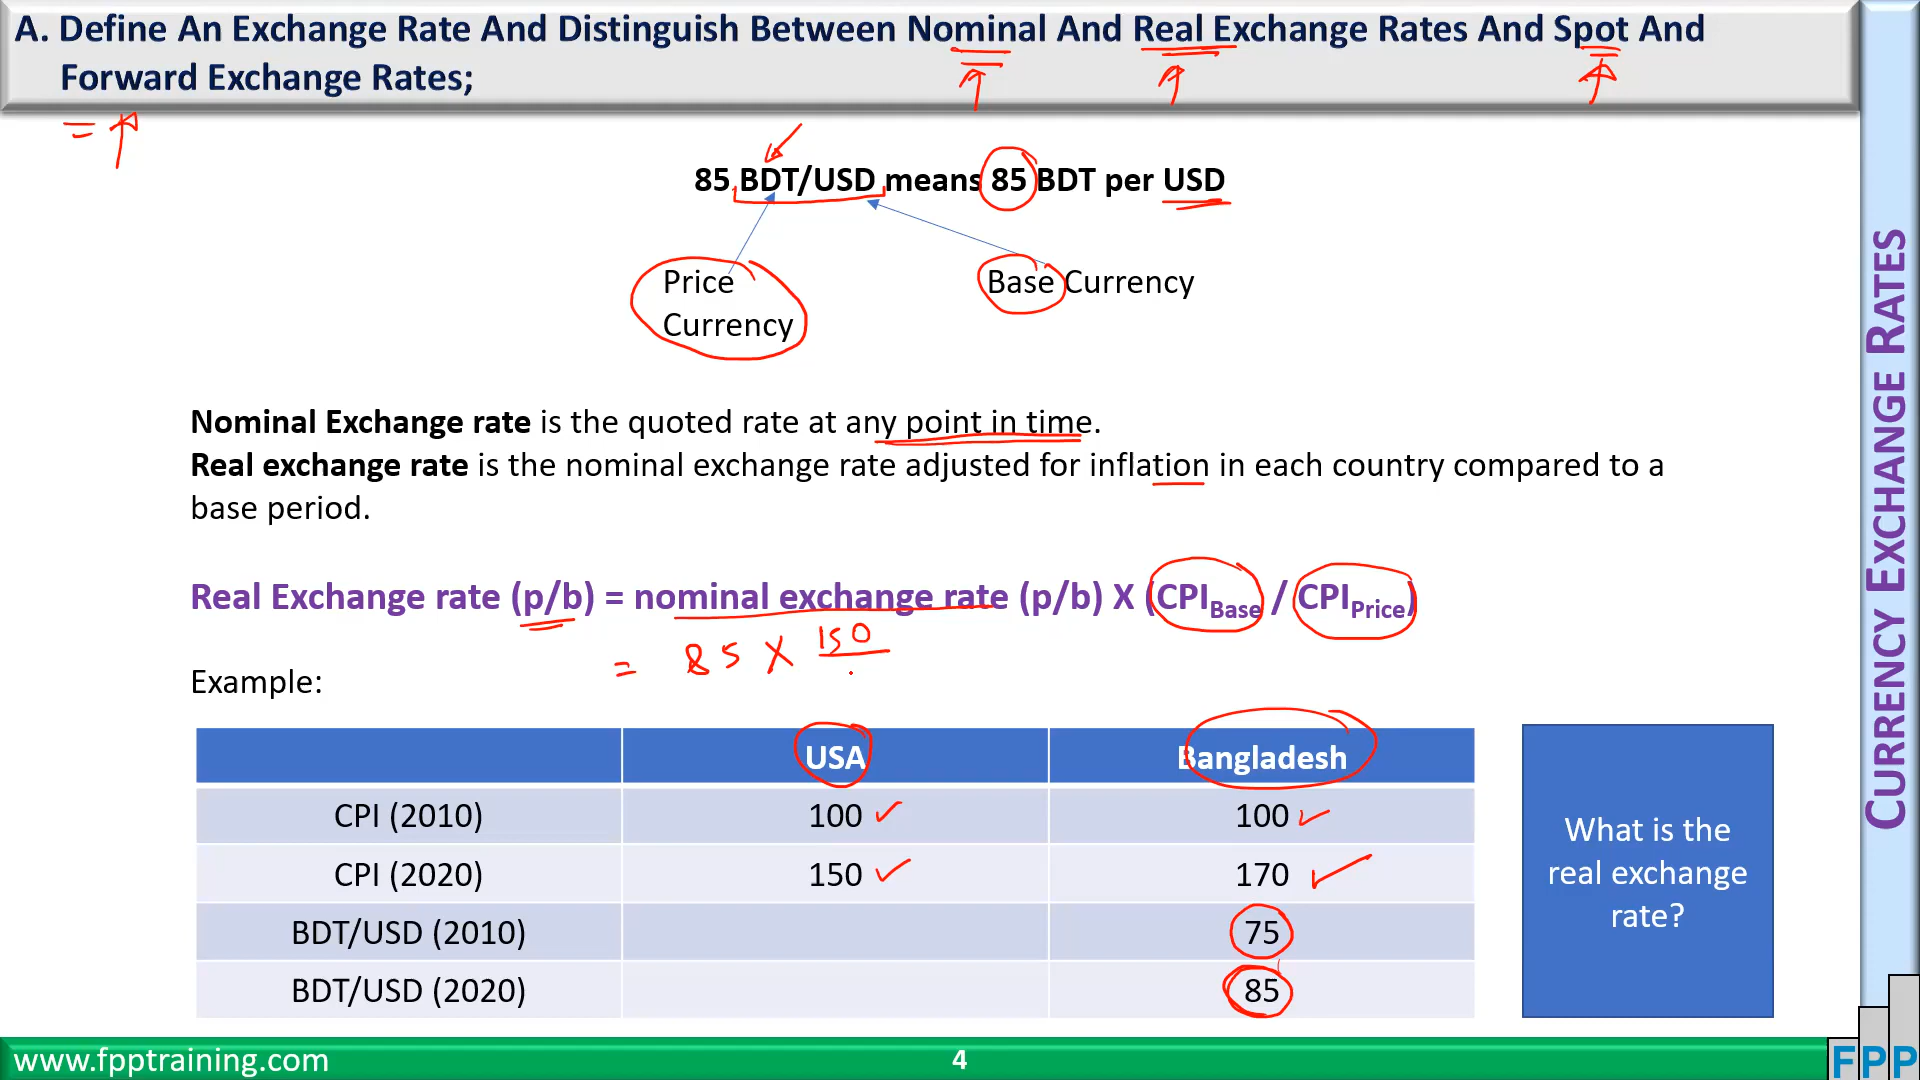 A. Define An Exchange Rate And Distinguish Between Nominal And Real Exchange Rates And Spot And
Forward Exchange Rates;
=
85 BDT/USD means 85 BDT per USD
Price
Currency
Base Currency
Nominal Exchange rate is the quoted rate at any point in time.
Real exchange rate is the nominal exchange rate adjusted for inflation in each country compared to a
base period.
Real Exchange rate (p/b) = nominal exchange rate (p/b) X (CPIBase / CPIPrice)
= 85 X 150
Example:
USA Bangladesh
CPI (2010) 100 100
CPI (2020) 150 170
BDT/USD (2010) 75
BDT/USD (2020) 85
What is the
real exchange
rate?
CURRENCY EXCHANGE RATES
www.fpptraining.com
4
FPP